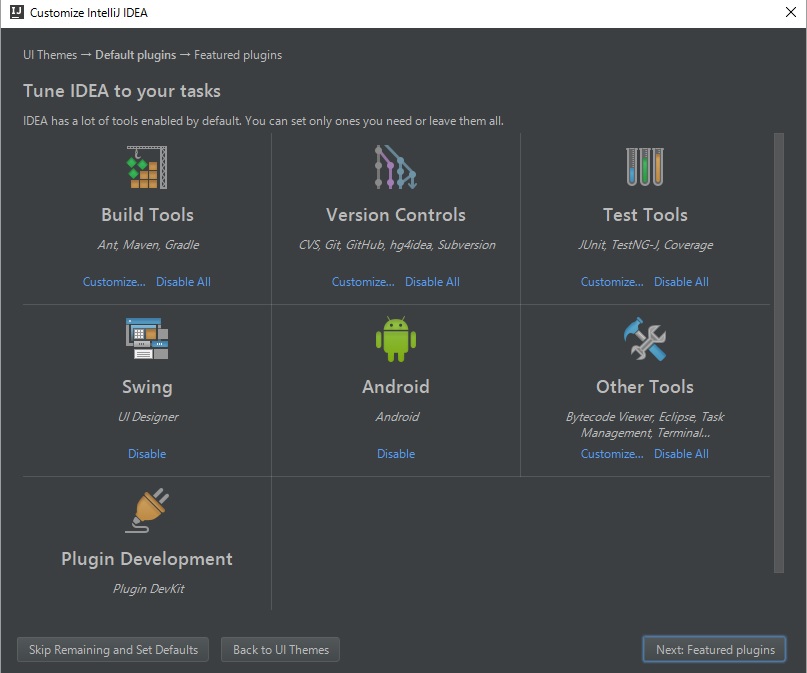 Customize IntelliJ IDEA
UI Themes → Default plugins → Featured plugins
Tune IDEA to your tasks
IDEA has a lot of tools enabled by default. You can set only ones you need or leave them all.
Build Tools
Ant, Maven, Gradle
Customize... Disable All
Version Controls
CVS, Git, GitHub, hg4idea, Subversion
Customize... Disable All
Test Tools
JUnit, TestNG-J, Coverage
Customize... Disable All
Swing
UI Designer
Disable
Android
Android
Disable
Other Tools
Bytecode Viewer, Eclipse, Task
Management, Terminal...
Customize... Disable All
Plugin Development
Plugin DevKit
Skip Remaining and Set Defaults
Back to UI Themes
Next: Featured plugins